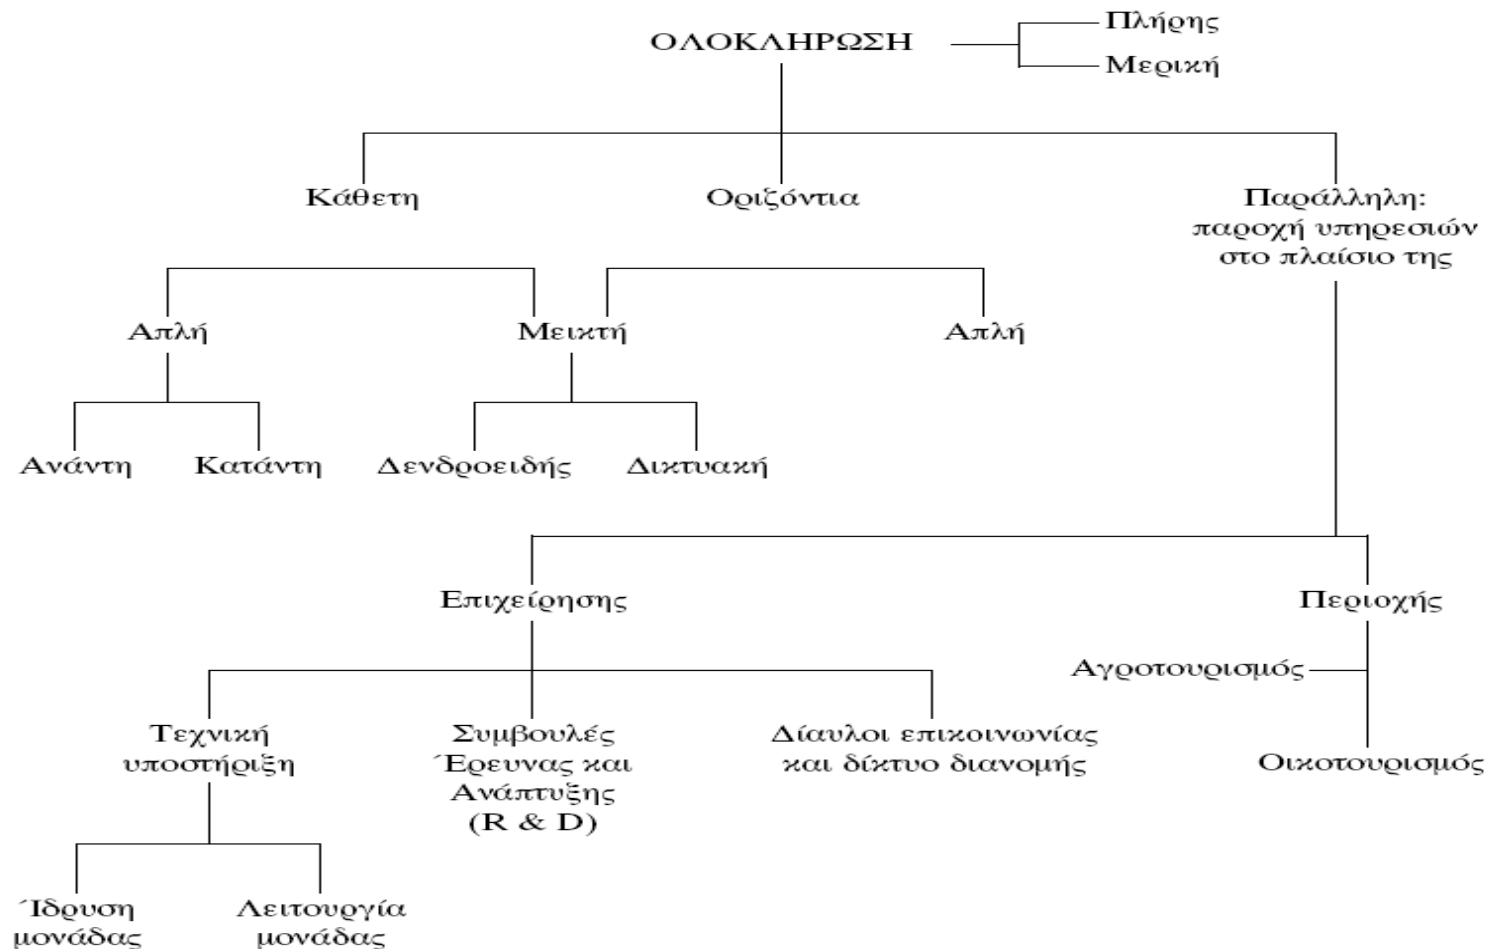 Πλήρης
ΟΛΟΚΛΗΡΩΣΗ
Μερική
Κάθετη
Οριζόντια
Παράλληλη:
παροχή υπηρεσιών
στο πλαίσιο της
Απλή
Μεικτή
Απλή
Ανάντη
Κατάντη
Δενδροειδής
Δικτυακή
Επιχείρησης
Περιοχής
Αγροτουρισμός
Τεχνική
υποστήριξη
Συμβουλές
Έρευνας και
Ανάπτυξης
(R & D)
Δίαυλοι επικοινωνίας
και δίκτυο διανομής
Οικοτουρισμός
Ίδρυση
μονάδας
Λειτουργία
μονάδας